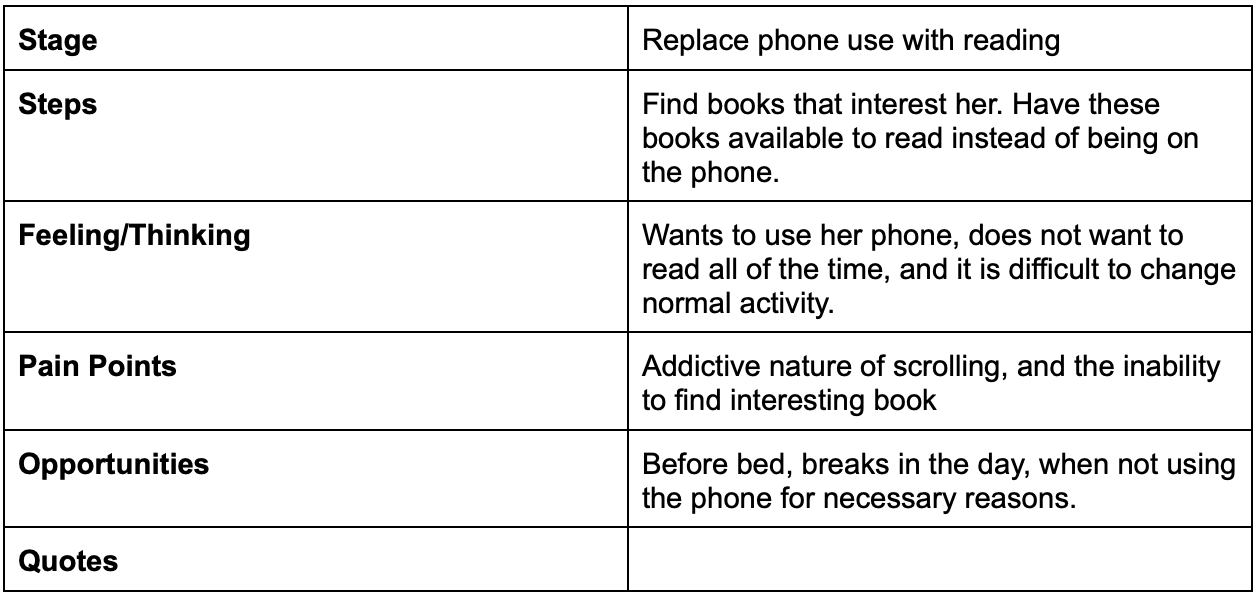 Stage
Replace phone use with reading
Steps
Find books that interest her. Have these
books available to read instead of being on
the phone.
Feeling/Thinking
Wants to use her phone, does not want to
read all of the time, and it is difficult to change
normal activity.
Pain Points
Addictive nature of scrolling, and the inability
to find interesting book
Opportunities
Before bed, breaks in the day, when not using
the phone for necessary reasons.
Quotes